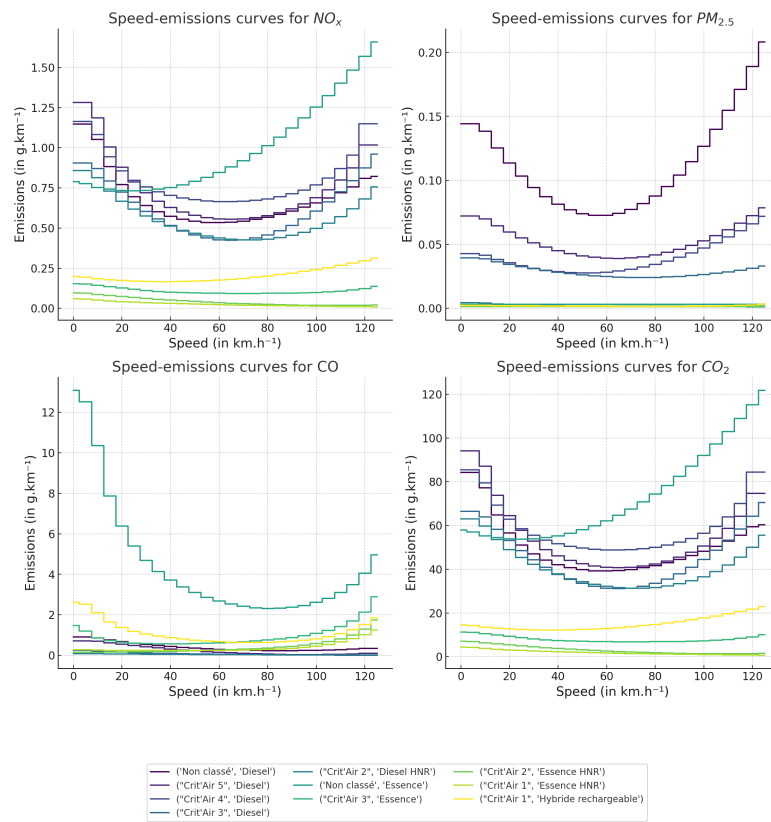 Speed-emissions curves for NOₓ
Speed-emissions curves for PM₂.₅
Emissions (in g.km⁻¹)
1.50
1.25
1.00
0.75
0.50
0.25
0.00
0 20 40 60 80 100 120
Speed (in km.h⁻¹)
Emissions (in g.km⁻¹)
0.20
0.15
0.10
0.05
0.00
0 20 40 60 80 100 120
Speed (in km.h⁻¹)
Speed-emissions curves for CO
Speed-emissions curves for CO₂
Emissions (in g.km⁻¹)
12
10
8
6
4
2
0
0 20 40 60 80 100 120
Speed (in km.h⁻¹)
Emissions (in g.km⁻¹)
120
100
80
60
40
20
0
0 20 40 60 80 100 120
Speed (in km.h⁻¹)
('Non classé', 'Diesel')
("Crit'Air 5", 'Diesel')
("Crit'Air 4", 'Diesel')
("Crit'Air 3", 'Diesel')
("Crit'Air 2", 'Diesel HNR')
('Non classé', 'Essence')
("Crit'Air 3", 'Essence')
("Crit'Air 2", 'Essence HNR')
("Crit'Air 1", 'Essence HNR')
("Crit'Air 1", 'Hybride rechargeable')